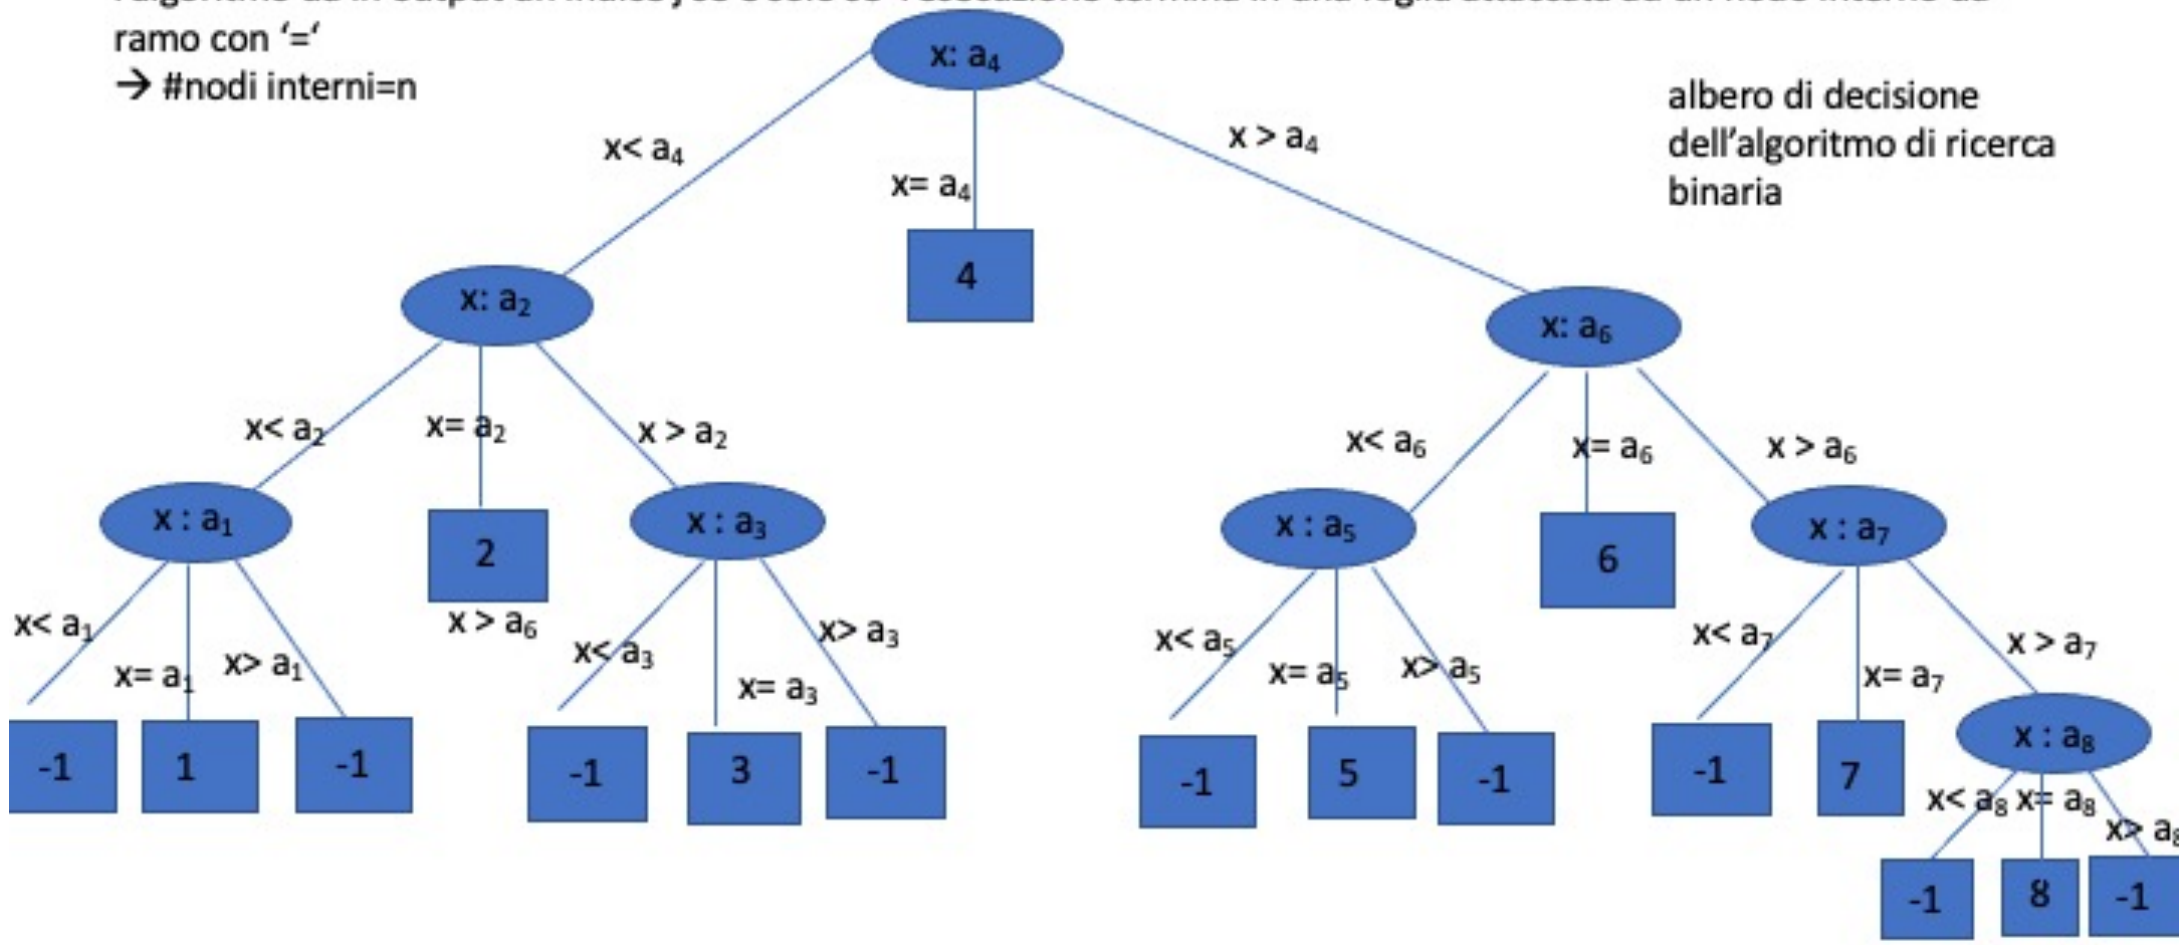 ramo con ‘=‘
→ #nodi interni=n
albero di decisione
dell’algoritmo di ricerca
binaria
x: a4
x< a4
x= a4
x > a4
4
x: a2
x: a6
x< a2
x= a2
x > a2
x< a6
x= a6
x > a6
x : a1
2
x : a3
x : a5
6
x : a7
x > a6
x< a1
x= a1
x> a1
x< a3
x= a3
x> a3
x< a5
x= a5
x> a5
x< a7
x= a7
x > a7
-1
1
-1
-1
3
-1
-1
5
-1
-1
7
x : a8
x< a8
x= a8
x> a8
-1
8
-1